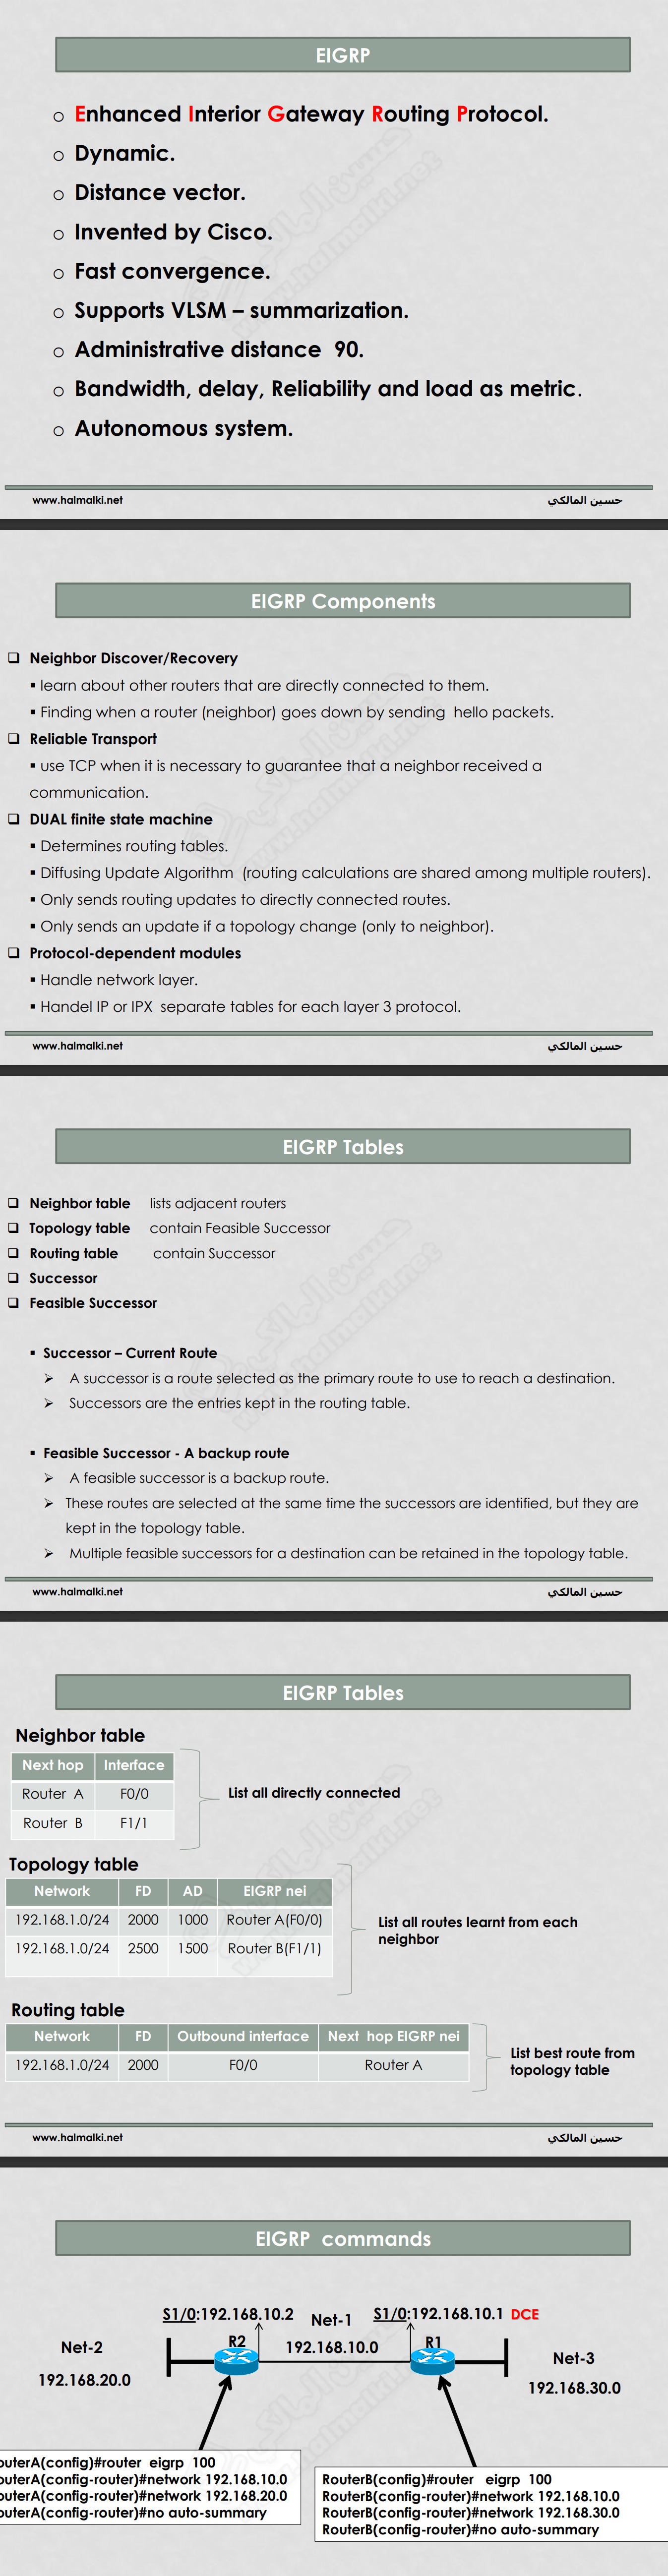 EIGRP
o Enhanced Interior Gateway Routing Protocol.
o Dynamic.
o Distance vector.
o Invented by Cisco.
o Fast convergence.
o Supports VLSM – summarization.
o Administrative distance 90.
o Bandwidth, delay, Reliability and load as metric.
o Autonomous system.
حسين المالكي
www.halmalki.net
www.halmalki.net حسين المالكي
EIGRP Components
❑ Neighbor Discover/Recovery
▪ learn about other routers that are directly connected to them.
▪ Finding when a router (neighbor) goes down by sending hello packets.
❑ Reliable Transport
▪ use TCP when it is necessary to guarantee that a neighbor received a
communication.
❑ DUAL finite state machine
▪ Determines routing tables.
▪ Diffusing Update Algorithm (routing calculations are shared among multiple routers).
▪ Only sends routing updates to directly connected routes.
▪ Only sends an update if a topology change (only to neighbor).
❑ Protocol-dependent modules
▪ Handle network layer.
▪ Handel IP or IPX separate tables for each layer 3 protocol.
حسين المالكي
www.halmalki.net
www.halmalki.net حسين المالكي
EIGRP Tables
❑ Neighbor table lists adjacent routers
❑ Topology table contain Feasible Successor
❑ Routing table contain Successor
❑ Successor
❑ Feasible Successor
▪ Successor – Current Route
➢ A successor is a route selected as the primary route to use to reach a destination.
➢ Successors are the entries kept in the routing table.
▪ Feasible Successor - A backup route
➢ A feasible successor is a backup route.
➢ These routes are selected at the same time the successors are identified, but they are
kept in the topology table.
➢ Multiple feasible successors for a destination can be retained in the topology table.
حسين المالكي
www.halmalki.net
www.halmalki.net حسين المالكي
EIGRP Tables
Neighbor table
Next hop Interface
Router A F0/0
Router B F1/1
List all directly connected
Topology table
Network FD AD EIGRP nei
192.168.1.0/24 2000 1000 Router A(F0/0)
192.168.1.0/24 2500 1500 Router B(F1/1)
List all routes learnt from each
neighbor
Routing table
Network FD Outbound interface Next hop EIGRP nei
192.168.1.0/24 2000 F0/0 Router A
List best route from
topology table
حسين المالكي
www.halmalki.net
www.halmalki.net حسين المالكي
EIGRP commands
S1/0:192.168.10.2 Net-1 S1/0:192.168.10.1 DCE
Net-2 R2 192.168.10.0 R1 Net-3
192.168.20.0 192.168.30.0
outerA(config)#router eigrp 100
outerA(config-router)#network 192.168.10.0
outerA(config-router)#network 192.168.20.0
outerA(config-router)#no auto-summary
RouterB(config)#router eigrp 100
RouterB(config-router)#network 192.168.10.0
RouterB(config-router)#network 192.168.30.0
RouterB(config-router)#no auto-summary